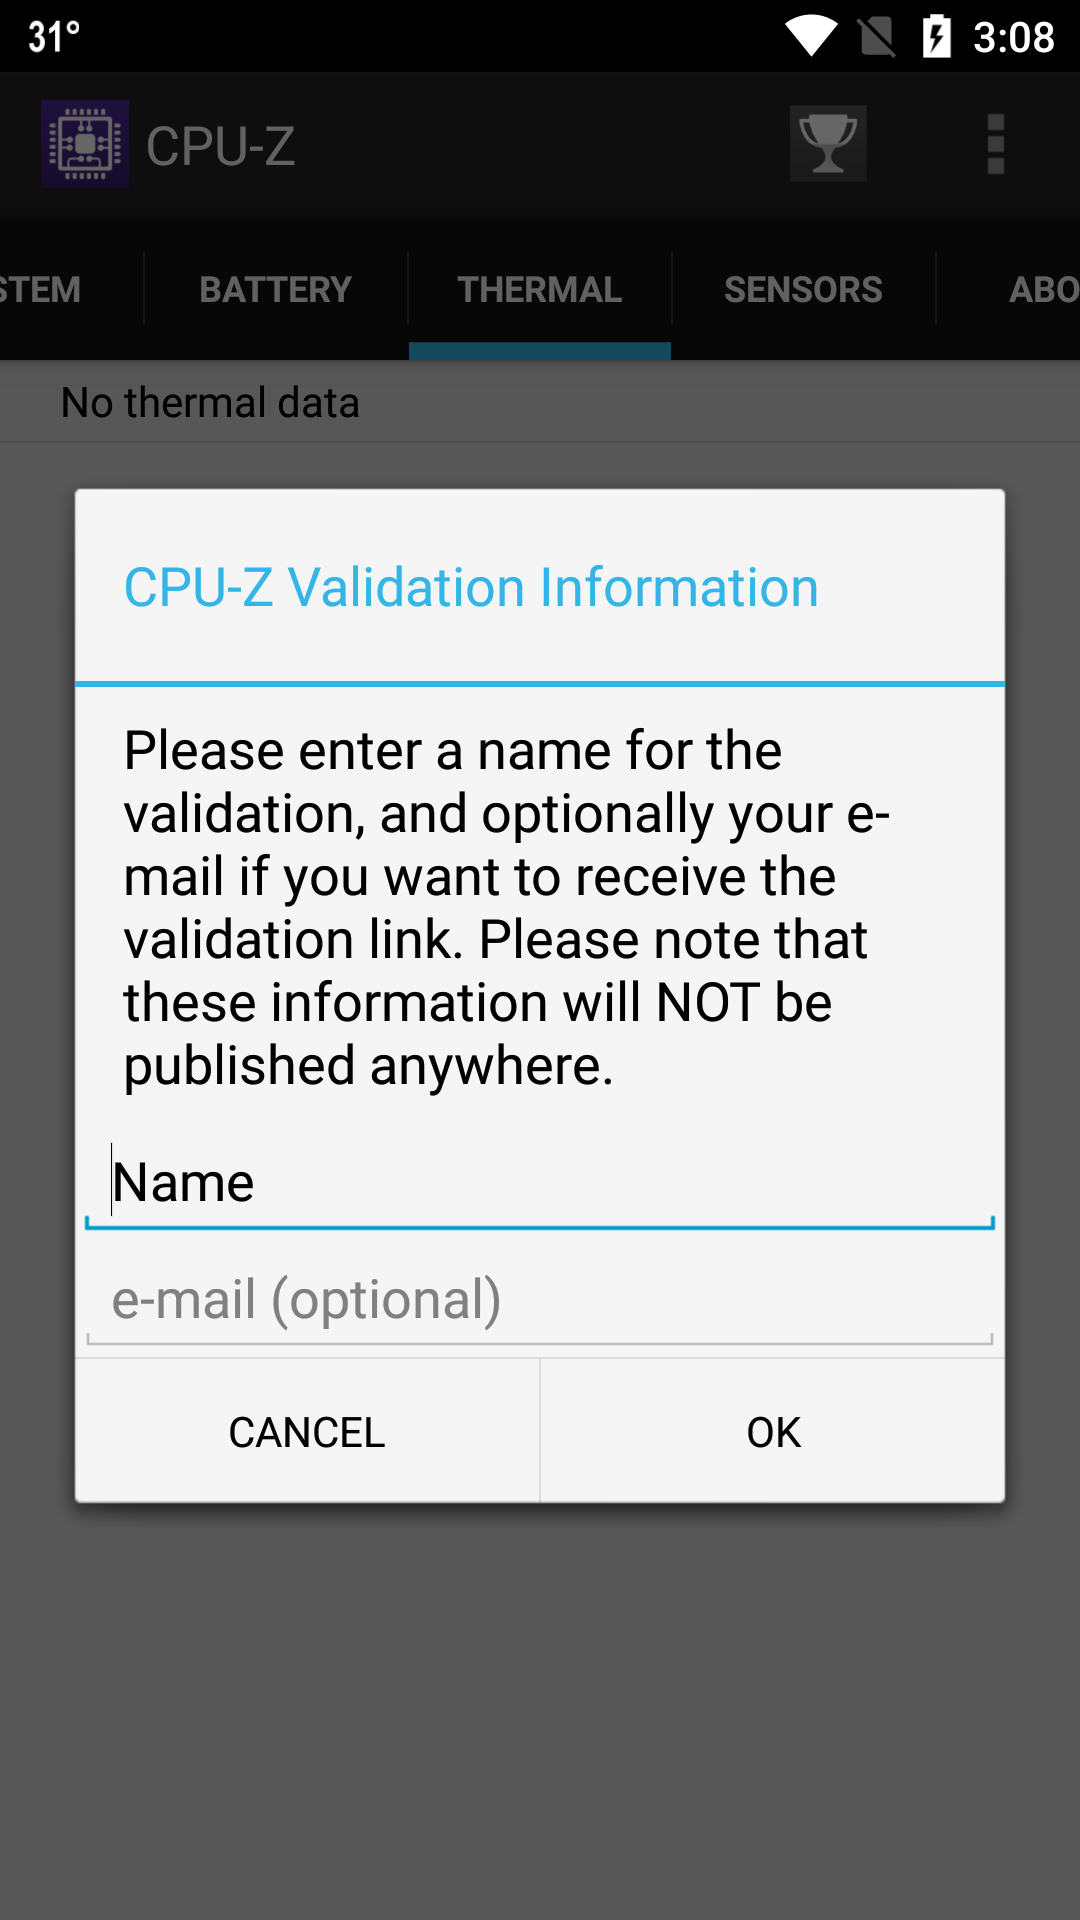 31° 3:08
CPU-Z
STEM BATTERY THERMAL SENSORS ABO
No thermal data
CPU-Z Validation Information
Please enter a name for the
validation, and optionally your e-
mail if you want to receive the
validation link. Please note that
these information will NOT be
published anywhere.
Name
e-mail (optional)
CANCEL OK